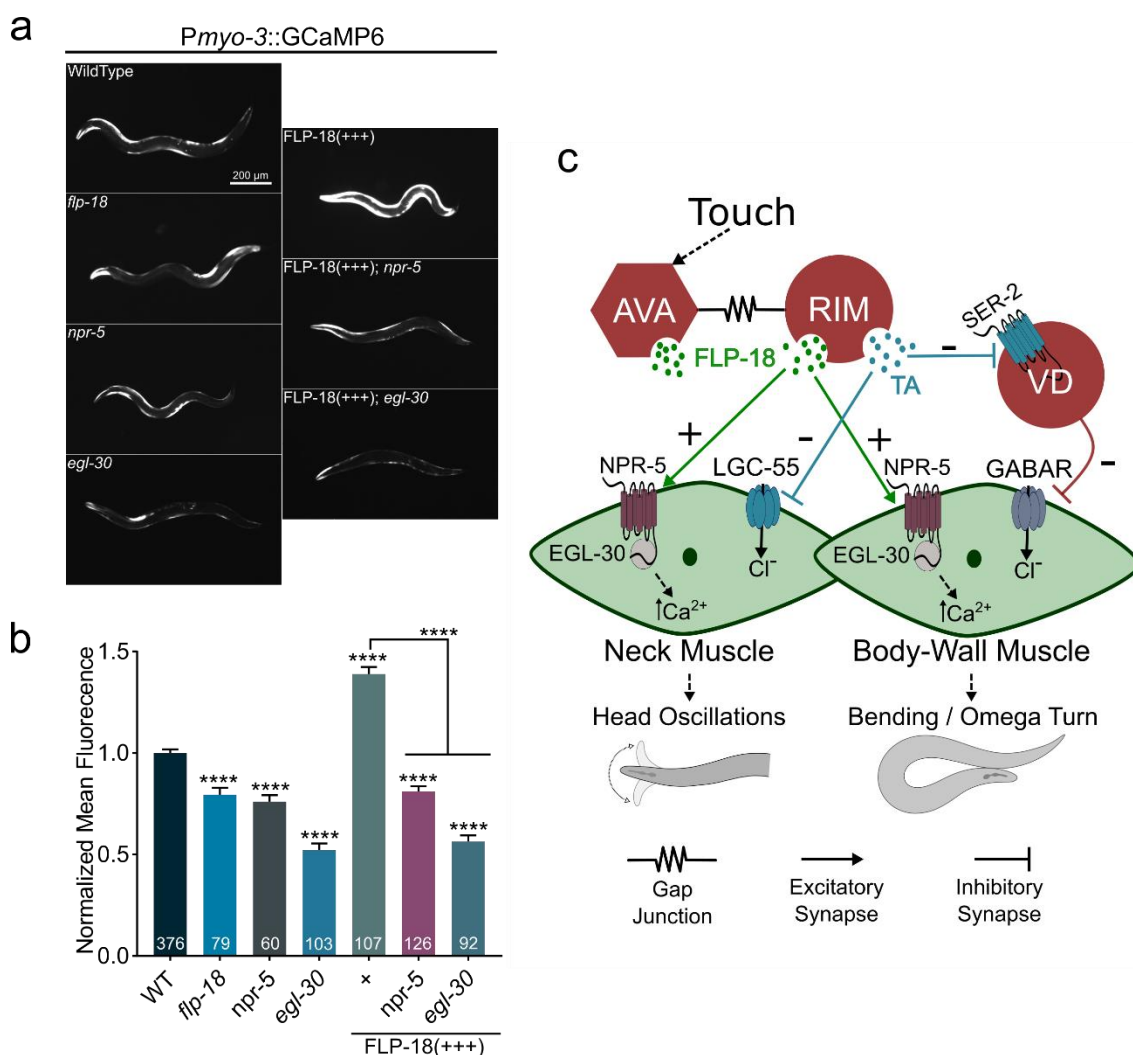 a
Pmyo-3::GCaMP6
WildType
200 µm
flp-18
npr-5
egl-30
FLP-18(+++)
FLP-18(+++); npr-5
FLP-18(+++); egl-30
b
Normalized Mean Fluorecence
1.5
1.0
0.5
0.0
****
****
****
****
****
****
****
376
79
60
103
107
126
92
WT
flp-18
npr-5
egl-30
+
npr-5
egl-30
FLP-18(+++)
c
Touch
AVA
RIM
SER-2
VD
FLP-18
TA
-
+
-
+
-
NPR-5
LGC-55
NPR-5
GABAR
EGL-30
Cl⁻
EGL-30
Cl⁻
↑Ca²⁺
↑Ca²⁺
Neck Muscle
Body-Wall Muscle
Head Oscillations
Bending / Omega Turn
Gap
Junction
Excitatory
Synapse
Inhibitory
Synapse